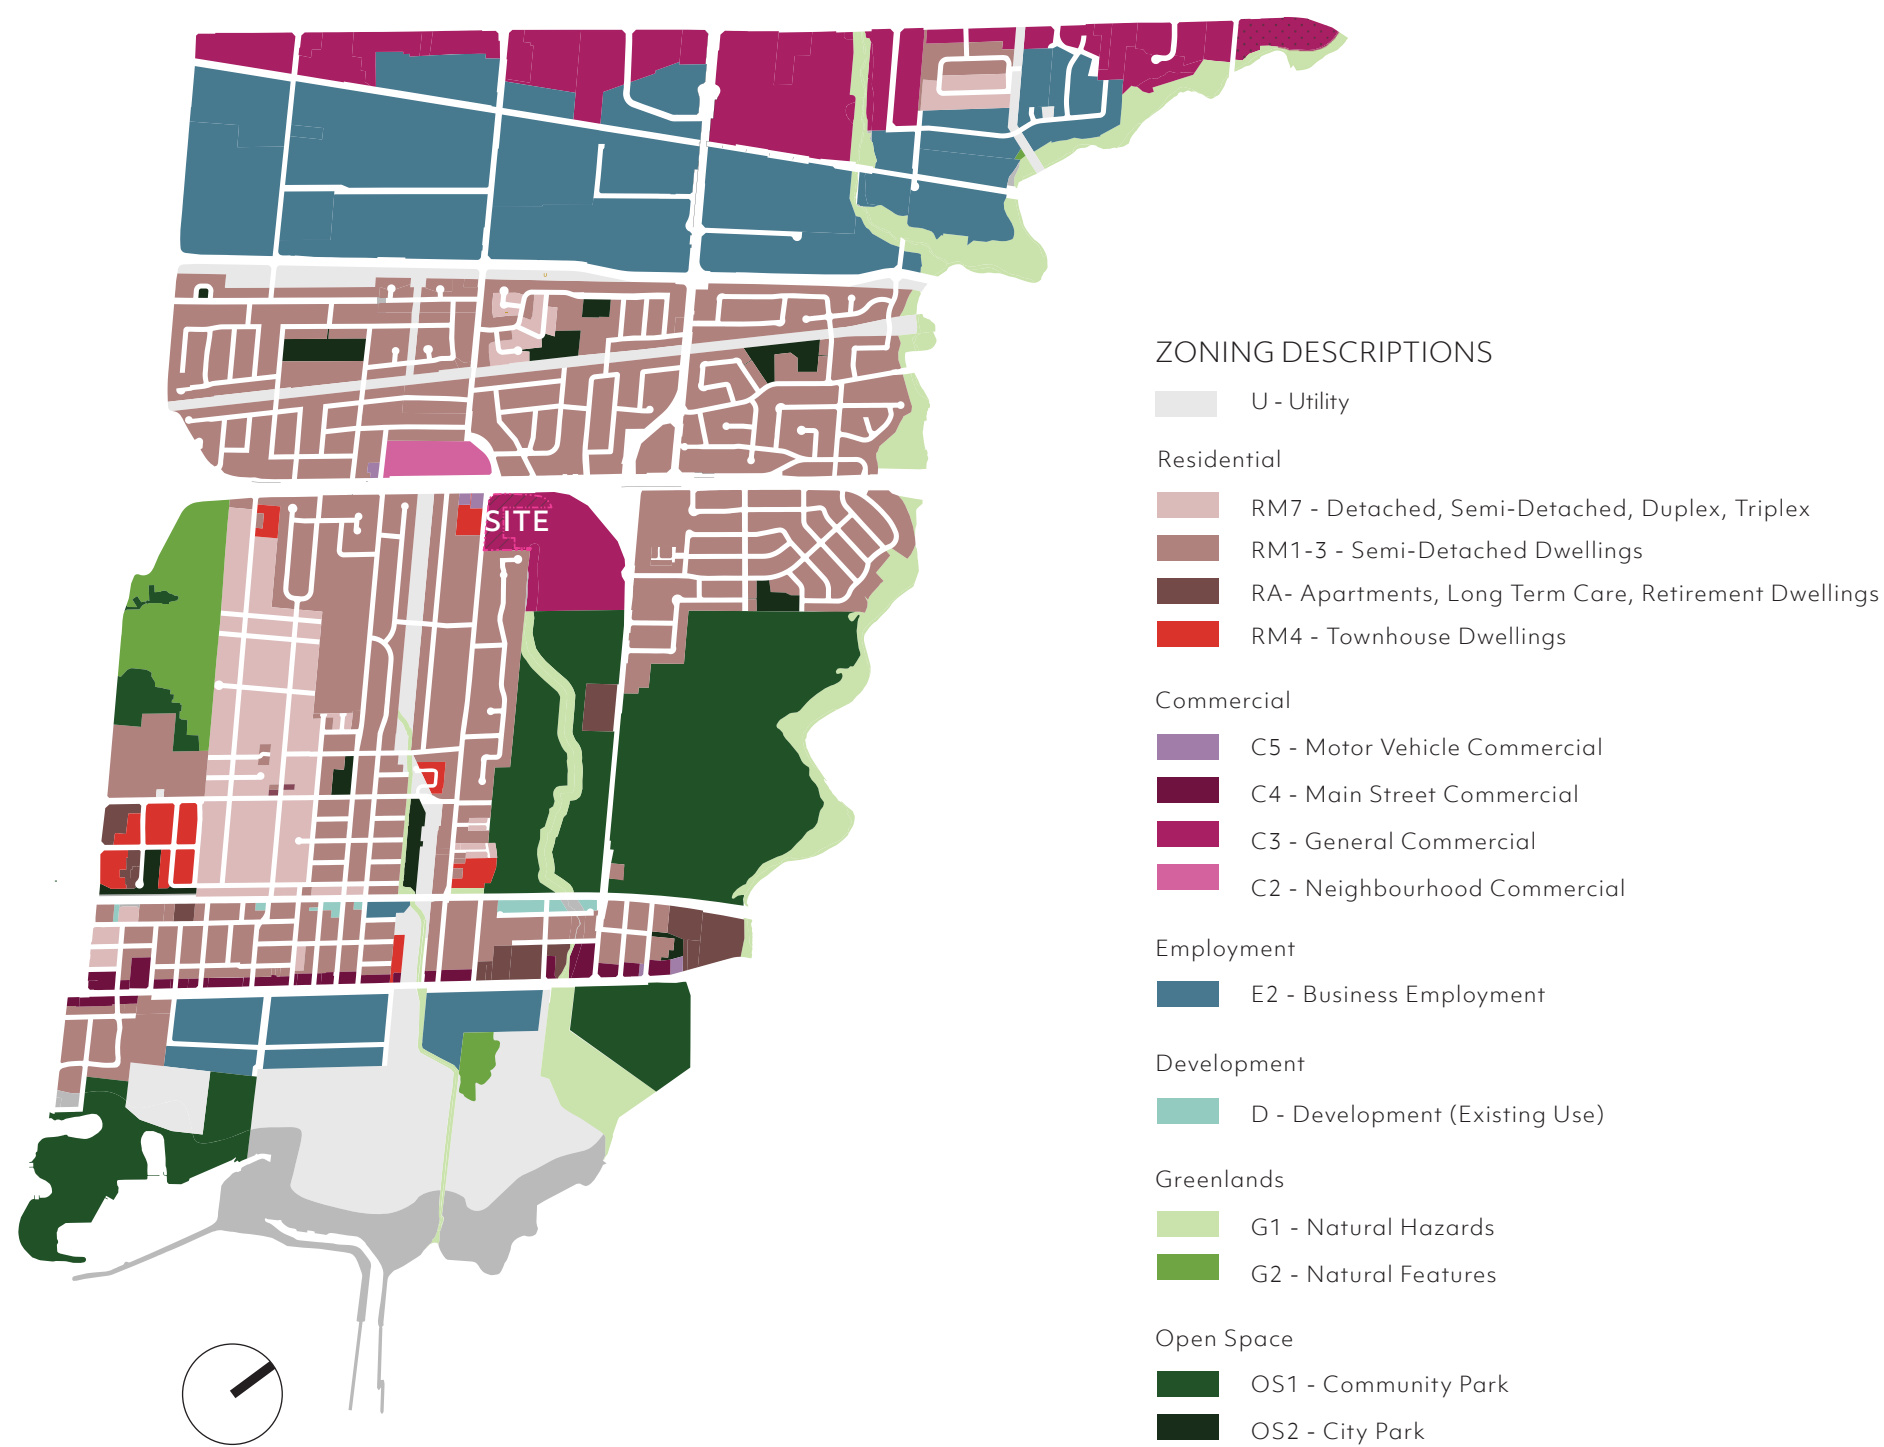 SITE
ZONING DESCRIPTIONS
U - Utility
Residential
RM7 - Detached, Semi-Detached, Duplex, Triplex
RM1-3 - Semi-Detached Dwellings
RA- Apartments, Long Term Care, Retirement Dwellings
RM4 - Townhouse Dwellings
Commercial
C5 - Motor Vehicle Commercial
C4 - Main Street Commercial
C3 - General Commercial
C2 - Neighbourhood Commercial
Employment
E2 - Business Employment
Development
D - Development (Existing Use)
Greenlands
G1 - Natural Hazards
G2 - Natural Features
Open Space
OS1 - Community Park
OS2 - City Park